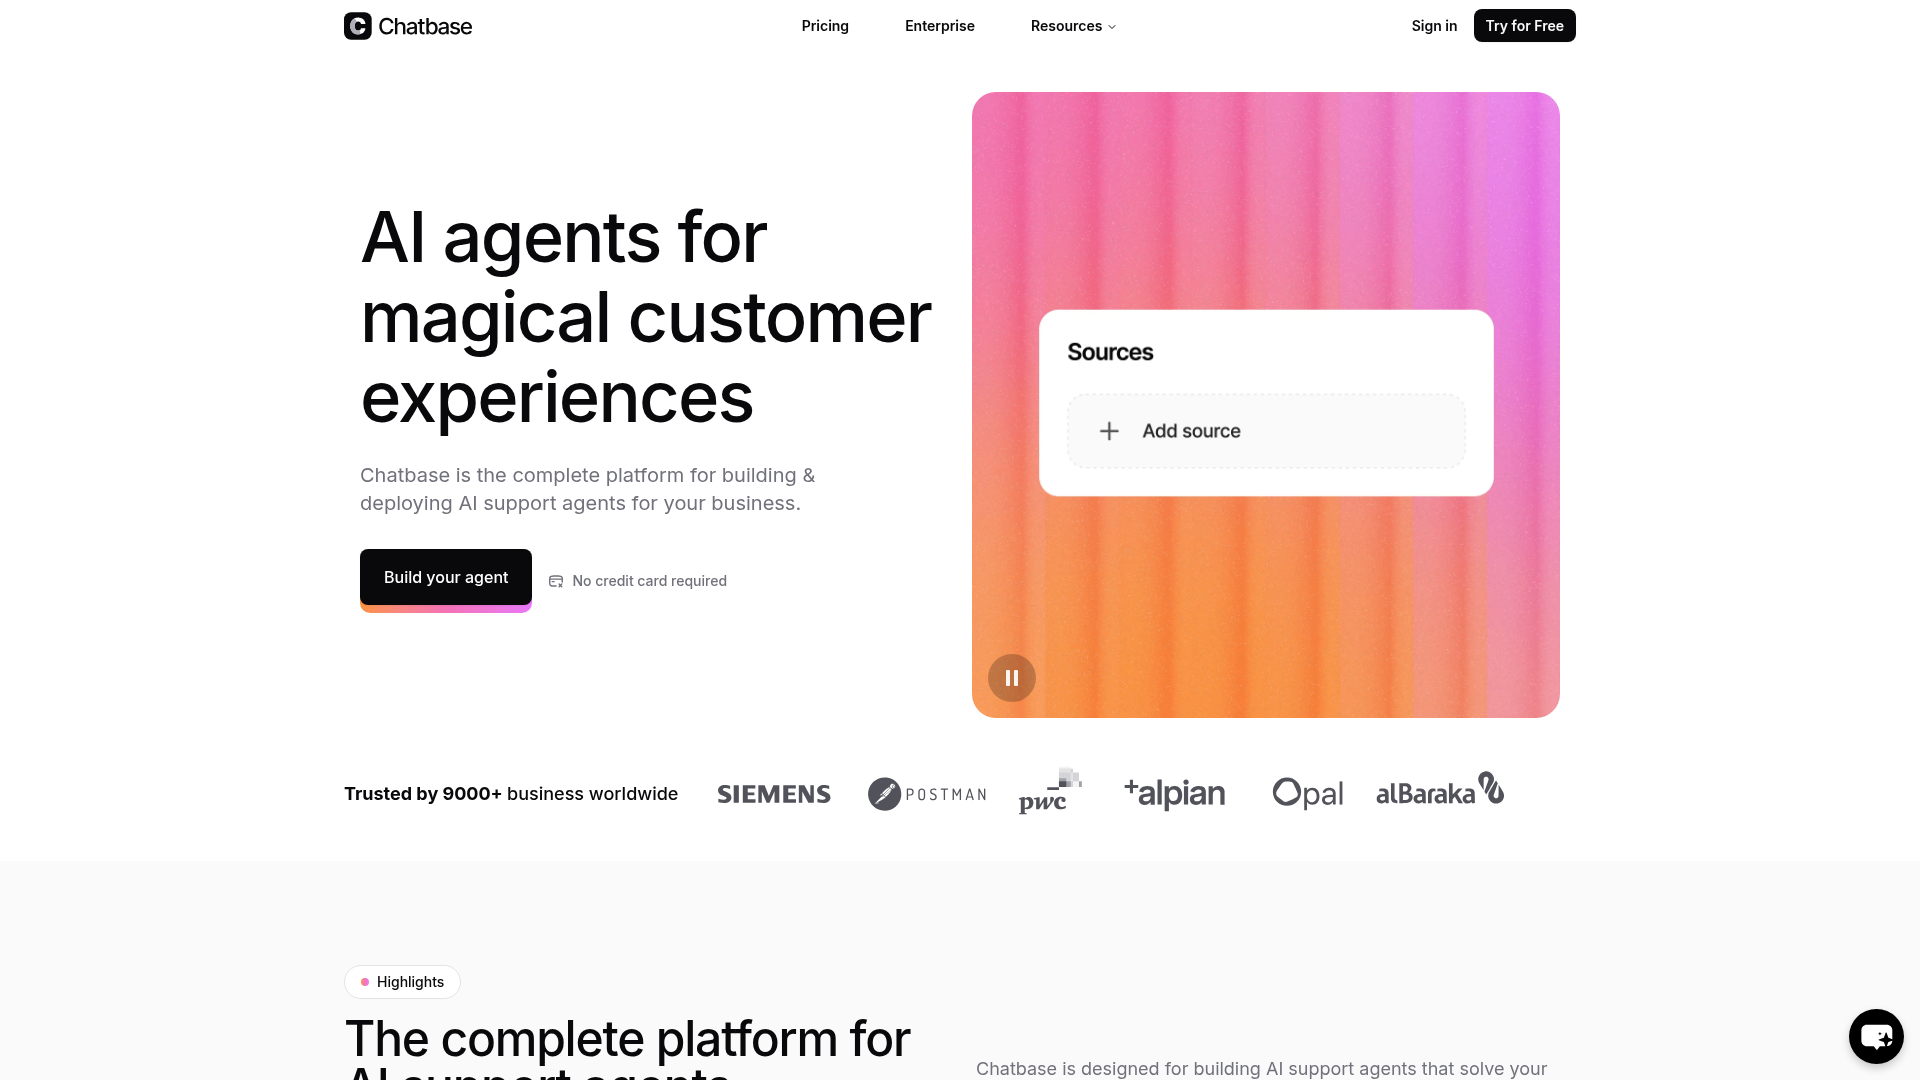 Chatbase
Pricing
Enterprise
Resources
Sign in
Try for Free
AI agents for
magical customer
experiences
Chatbase is the complete platform for building &
deploying AI support agents for your business.
Build your agent
No credit card required
Sources
Add source
Trusted by 9000+ business worldwide
SIEMENS
POSTMAN
pwc
+alpian
Opal
alBaraka
Highlights
The complete platform for
AI support agents
Chatbase is designed for building AI support agents that solve your